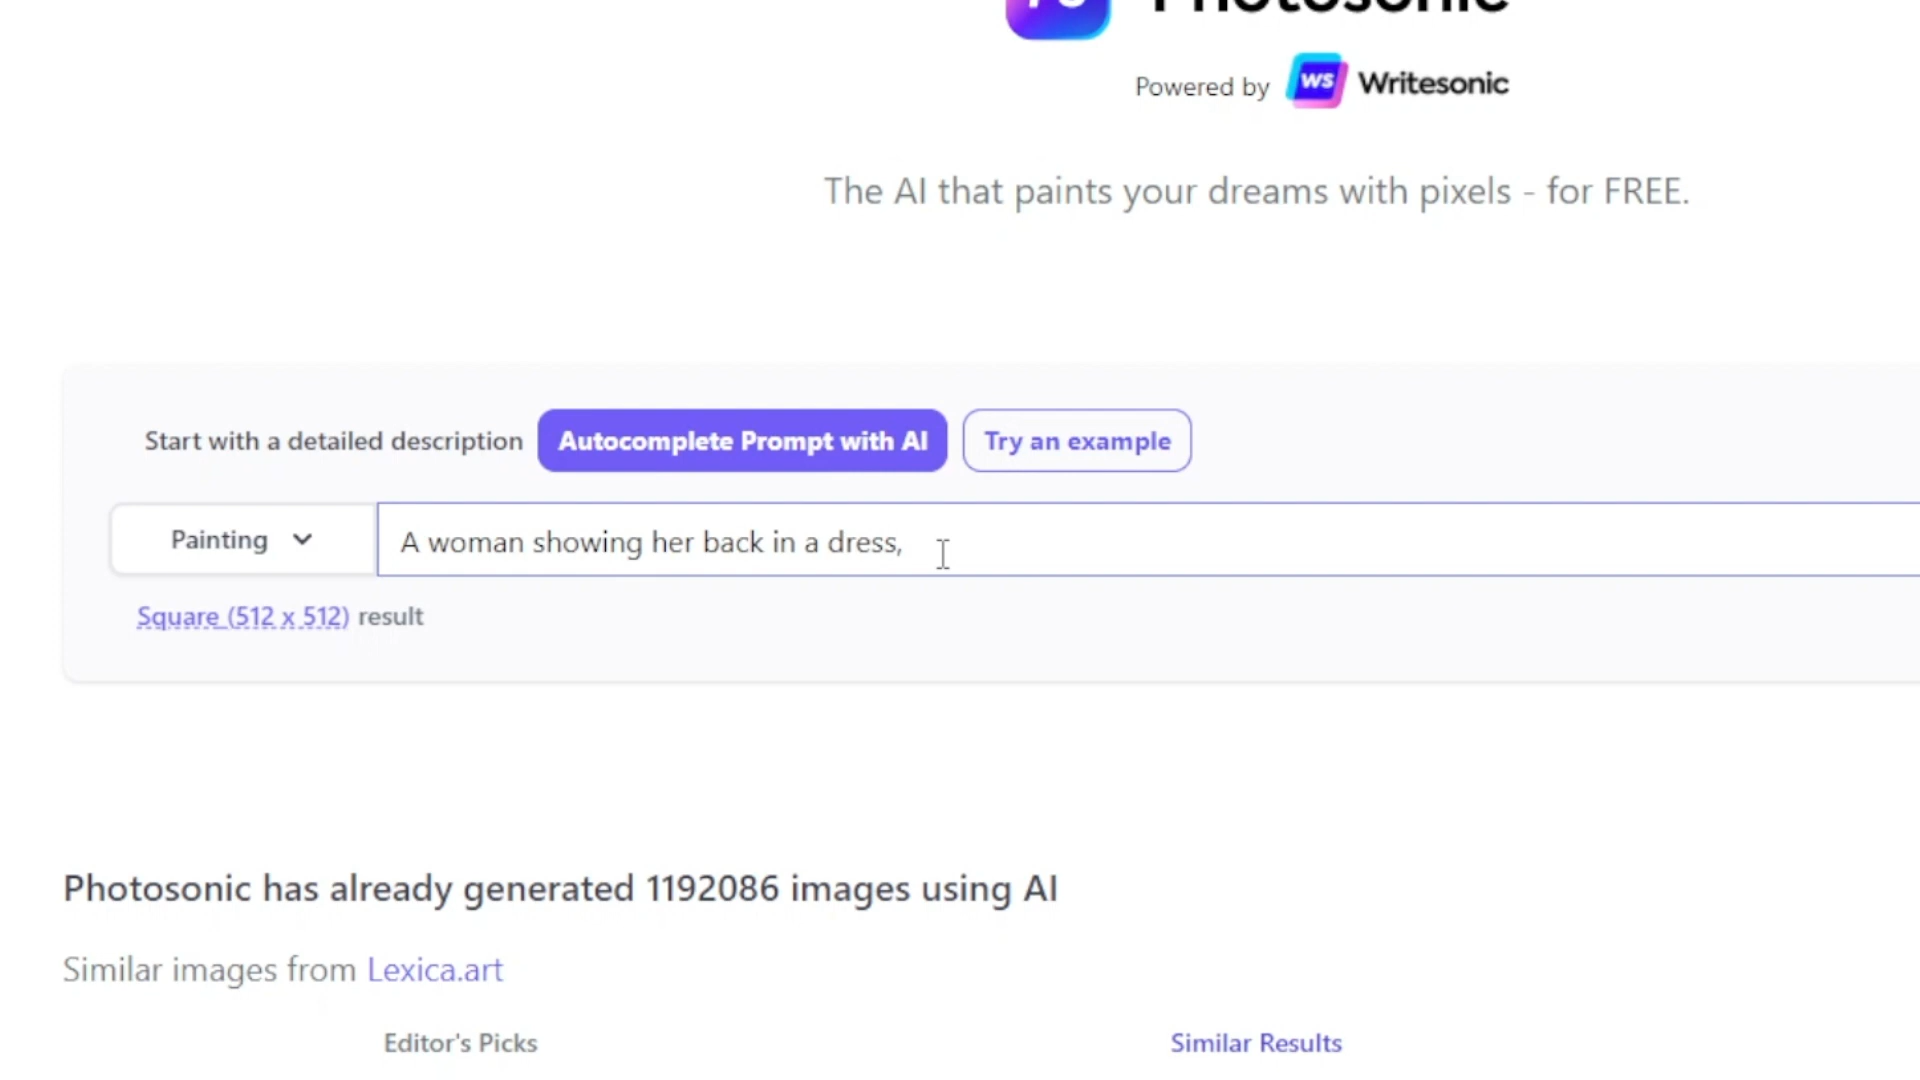 Photosonic
Powered by WS Writesonic
The AI that paints your dreams with pixels - for FREE.
Start with a detailed description Autocomplete Prompt with AI Try an example
Painting A woman showing her back in a dress,
Square (512 x 512) result
Photosonic has already generated 1192086 images using AI
Similar images from Lexica.art
Editor's Picks Similar Results